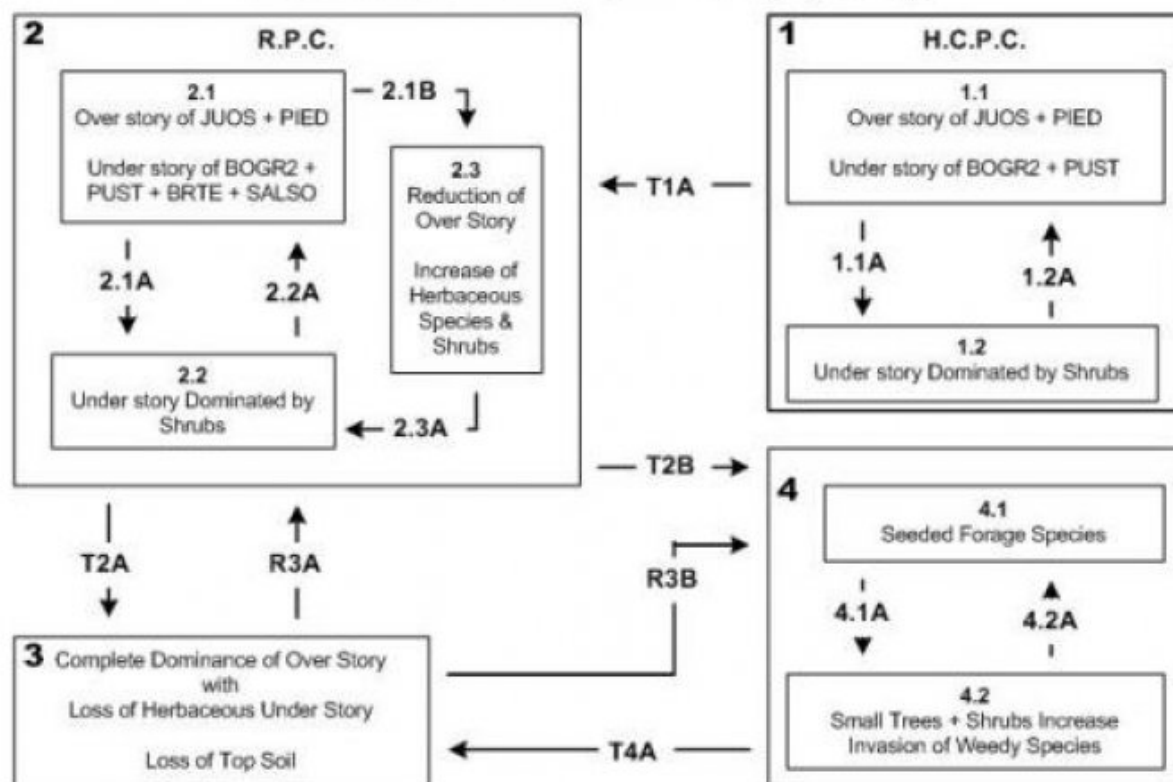 2
R.P.C.
2.1
Over story of JUOS + PIED
Under story of BOGR2 +
PUST + BRTE + SALSO
2.1B
2.3
Reduction of
Over Story
Increase of
Herbaceous
Species &
Shrubs
2.1A
2.2A
2.2
Under story Dominated by
Shrubs
2.3A
T1A
1
H.C.P.C.
1.1
Over story of JUOS + PIED
Under story of BOGR2 + PUST
1.1A
1.2A
1.2
Under story Dominated by Shrubs
T2B
T2A
R3A
R3B
4
4.1
Seeded Forage Species
4.1A
4.2A
4.2
Small Trees + Shrubs Increase
Invasion of Weedy Species
3
Complete Dominance of Over Story
with
Loss of Herbaceous Under Story
Loss of Top Soil
T4A